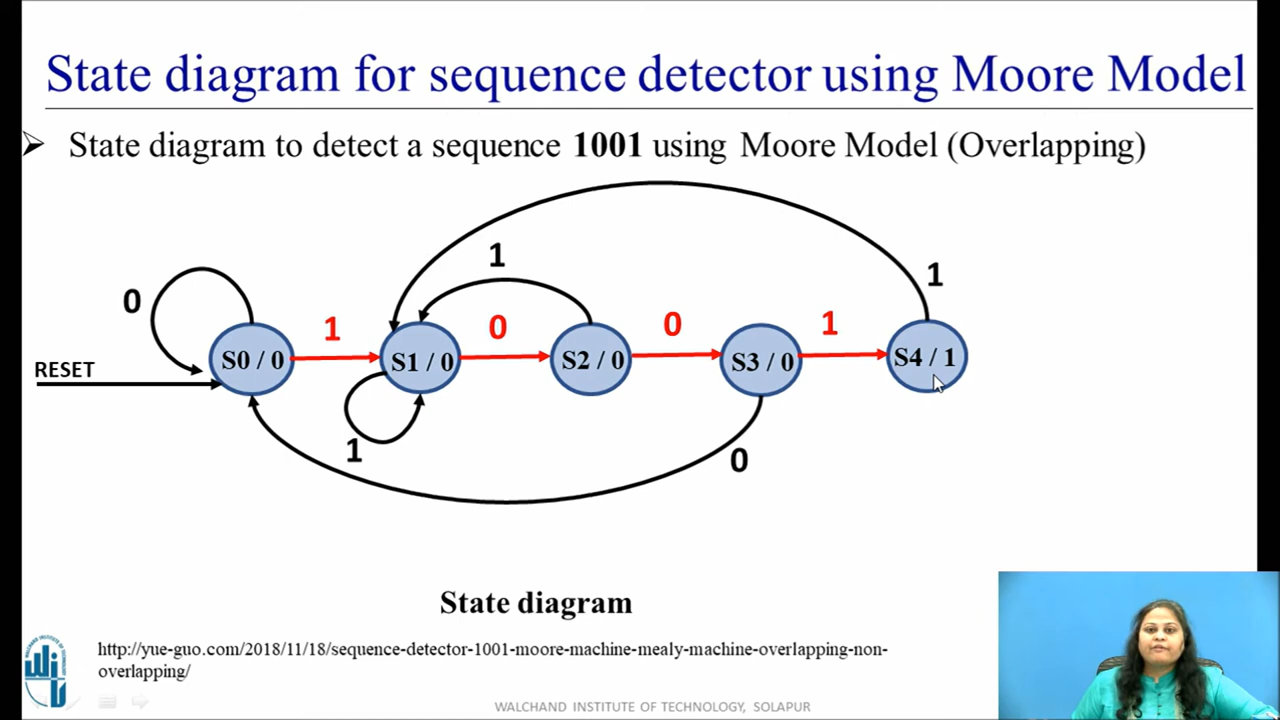 State diagram for sequence detector using Moore Model
State diagram to detect a sequence 1001 using Moore Model (Overlapping)
1
1
0
1
0
0
1
RESET
S0 / 0
S1 / 0
S2 / 0
S3 / 0
S4 / 1
1
0
State diagram
http://yue-guo.com/2018/11/18/sequence-detector-1001-moore-machine-mealy-machine-overlapping-non-
overlapping/
WALCHAND INSTITUTE OF TECHNOLOGY, SOLAPUR